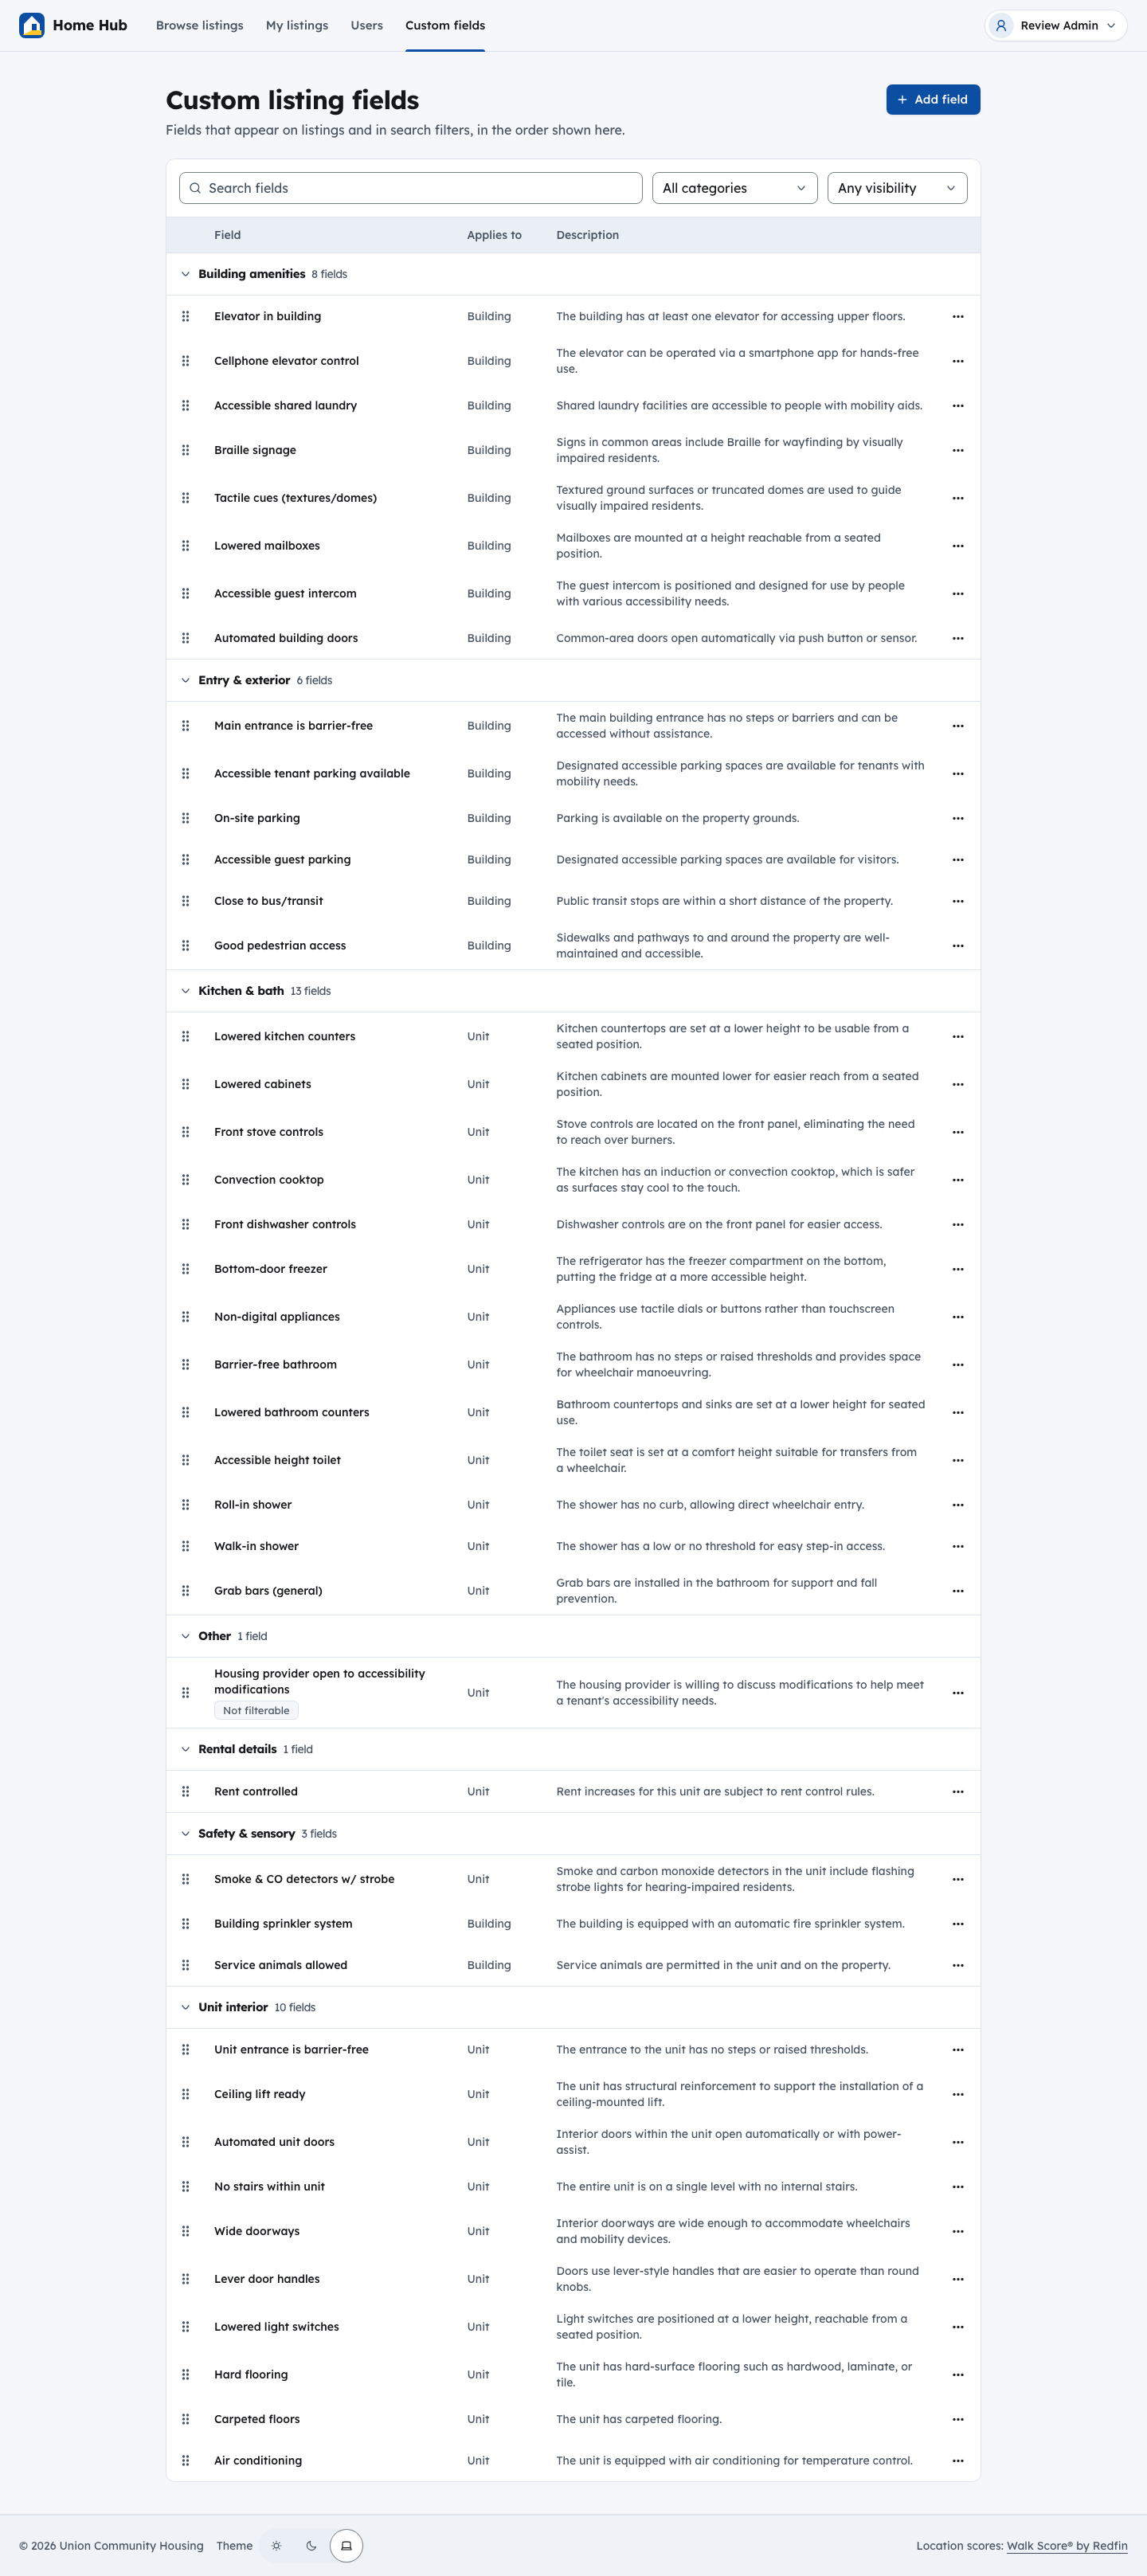 Home Hub
Browse listings
My listings
Users
Custom fields
Review Admin
Custom listing fields
Add field
Fields that appear on listings and in search filters, in the order shown here.
Search fields
All categories
Any visibility
Field Applies to Description
Building amenities 8 fields
Elevator in building Building The building has at least one elevator for accessing upper floors.
Cellphone elevator control Building The elevator can be operated via a smartphone app for hands-free
use.
Accessible shared laundry Building Shared laundry facilities are accessible to people with mobility aids.
Braille signage Building Signs in common areas include Braille for wayfinding by visually
impaired residents.
Tactile cues (textures/domes) Building Textured ground surfaces or truncated domes are used to guide
visually impaired residents.
Lowered mailboxes Building Mailboxes are mounted at a height reachable from a seated
position.
Accessible guest intercom Building The guest intercom is positioned and designed for use by people
with various accessibility needs.
Automated building doors Building Common-area doors open automatically via push button or sensor.
Entry & exterior 6 fields
Main entrance is barrier-free Building The main building entrance has no steps or barriers and can be
accessed without assistance.
Accessible tenant parking available Building Designated accessible parking spaces are available for tenants with
mobility needs.
On-site parking Building Parking is available on the property grounds.
Accessible guest parking Building Designated accessible parking spaces are available for visitors.
Close to bus/transit Building Public transit stops are within a short distance of the property.
Good pedestrian access Building Sidewalks and pathways to and around the property are well-
maintained and accessible.
Kitchen & bath 13 fields
Lowered kitchen counters Unit Kitchen countertops are set at a lower height to be usable from a
seated position.
Lowered cabinets Unit Kitchen cabinets are mounted lower for easier reach from a seated
position.
Front stove controls Unit Stove controls are located on the front panel, eliminating the need
to reach over burners.
Convection cooktop Unit The kitchen has an induction or convection cooktop, which is safer
as surfaces stay cool to the touch.
Front dishwasher controls Unit Dishwasher controls are on the front panel for easier access.
Bottom-door freezer Unit The refrigerator has the freezer compartment on the bottom,
putting the fridge at a more accessible height.
Non-digital appliances Unit Appliances use tactile dials or buttons rather than touchscreen
controls.
Barrier-free bathroom Unit The bathroom has no steps or raised thresholds and provides space
for wheelchair manoeuvring.
Lowered bathroom counters Unit Bathroom countertops and sinks are set at a lower height for seated
use.
Accessible height toilet Unit The toilet seat is set at a comfort height suitable for transfers from
a wheelchair.
Roll-in shower Unit The shower has no curb, allowing direct wheelchair entry.
Walk-in shower Unit The shower has a low or no threshold for easy step-in access.
Grab bars (general) Unit Grab bars are installed in the bathroom for support and fall
prevention.
Other 1 field
Housing provider open to accessibility
modifications
Not filterable
Unit The housing provider is willing to discuss modifications to help meet
a tenant's accessibility needs.
Rental details 1 field
Rent controlled Unit Rent increases for this unit are subject to rent control rules.
Safety & sensory 3 fields
Smoke & CO detectors w/ strobe Unit Smoke and carbon monoxide detectors in the unit include flashing
strobe lights for hearing-impaired residents.
Building sprinkler system Building The building is equipped with an automatic fire sprinkler system.
Service animals allowed Building Service animals are permitted in the unit and on the property.
Unit interior 10 fields
Unit entrance is barrier-free Unit The entrance to the unit has no steps or raised thresholds.
Ceiling lift ready Unit The unit has structural reinforcement to support the installation of a
ceiling-mounted lift.
Automated unit doors Unit Interior doors within the unit open automatically or with power-
assist.
No stairs within unit Unit The entire unit is on a single level with no internal stairs.
Wide doorways Unit Interior doorways are wide enough to accommodate wheelchairs
and mobility devices.
Lever door handles Unit Doors use lever-style handles that are easier to operate than round
knobs.
Lowered light switches Unit Light switches are positioned at a lower height, reachable from a
seated position.
Hard flooring Unit The unit has hard-surface flooring such as hardwood, laminate, or
tile.
Carpeted floors Unit The unit has carpeted flooring.
Air conditioning Unit The unit is equipped with air conditioning for temperature control.
© 2026 Union Community Housing
Theme
Location scores: Walk Score® by Redfin